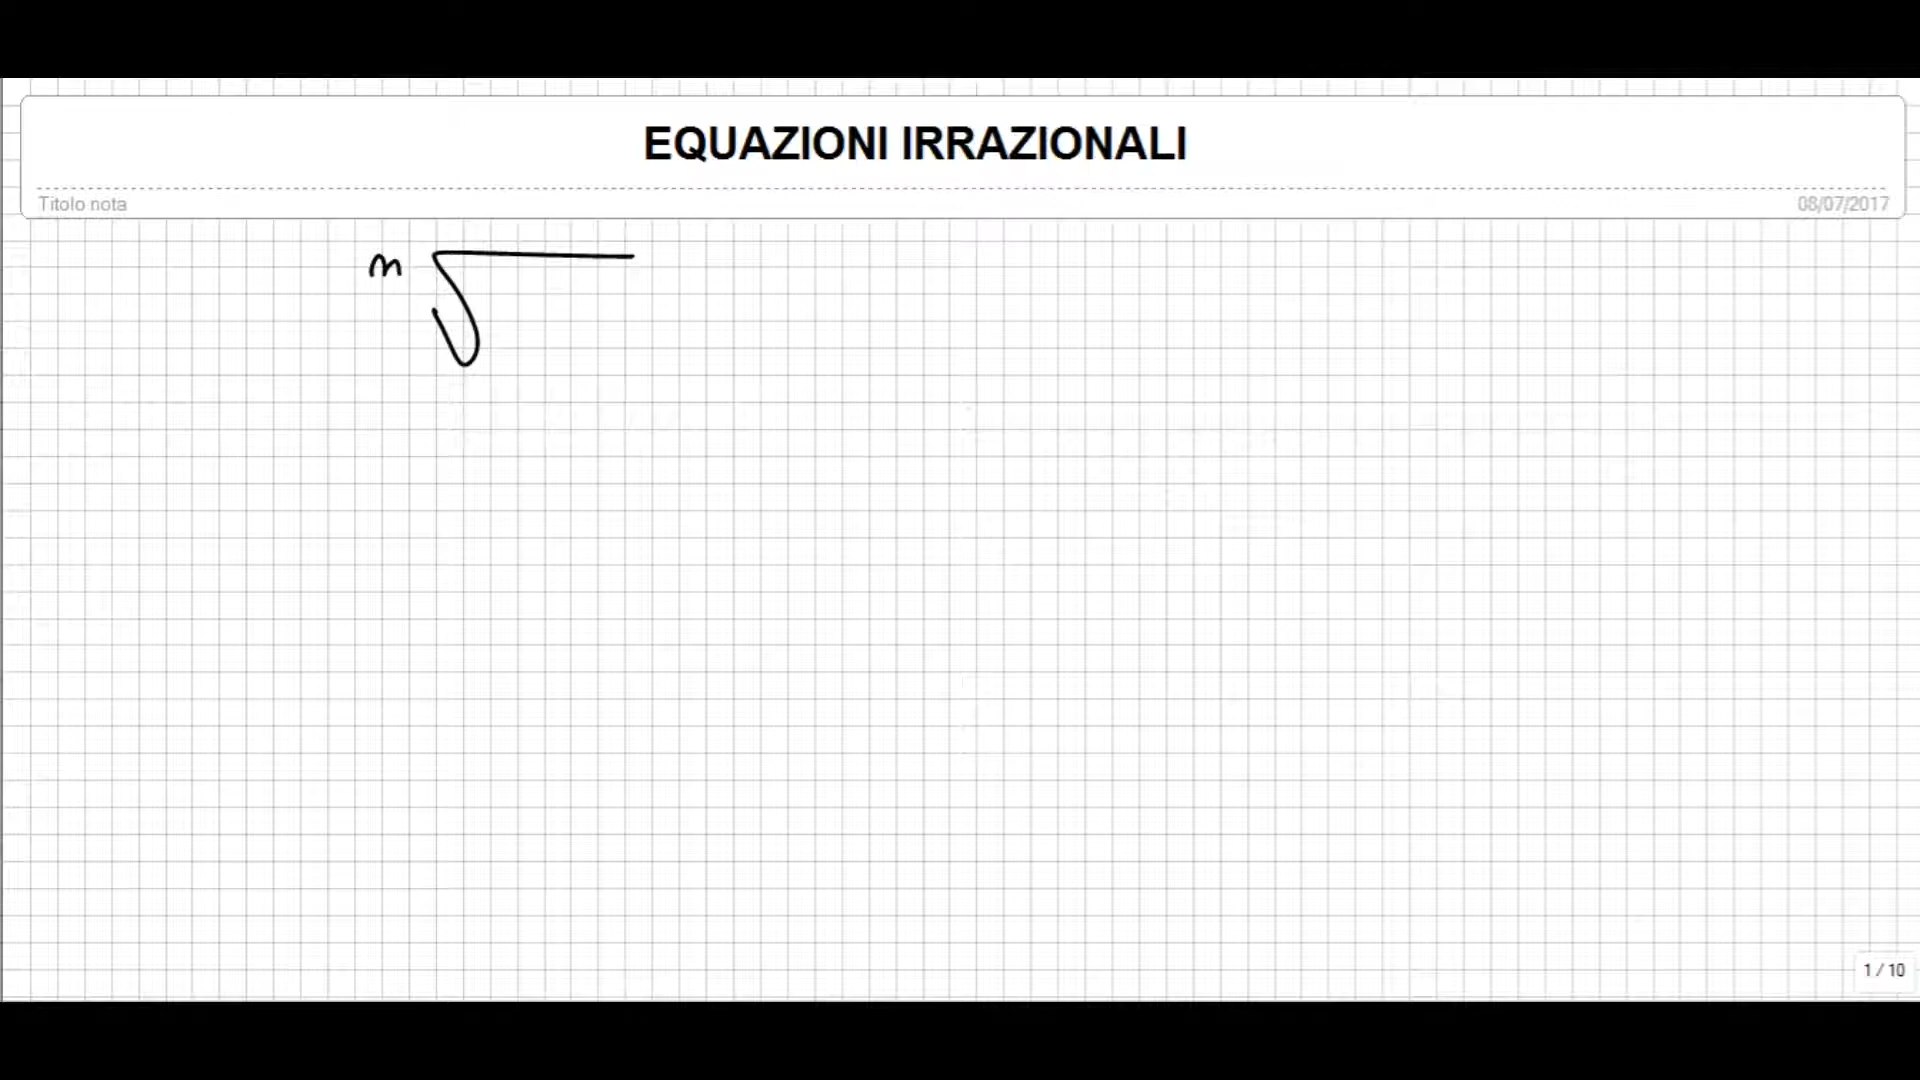 EQUAZIONI IRRAZIONALI
Titolo nota 08/07/2017
n √
1 / 10